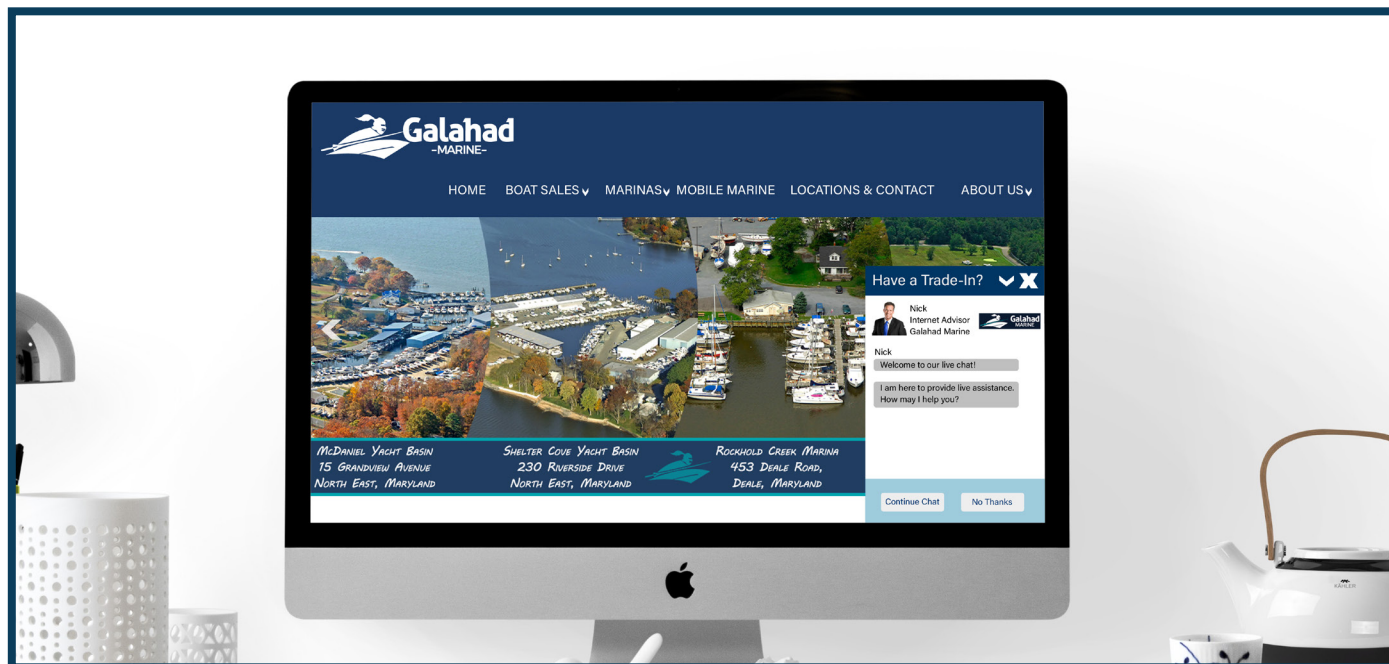 Galahad
-MARINE-
HOME BOAT SALES MARINAS MOBILE MARINE LOCATIONS & CONTACT ABOUT US
Have a Trade-In? X
Nick
Internet Advisor
Galahad Marine
Galahad
MARINE
Nick
Welcome to our live chat!
I am here to provide live assistance.
How may I help you?
McDaniel Yacht Basin
15 Grandview Avenue
North East, Maryland
Shelter Cove Yacht Basin
230 Riverside Drive
North East, Maryland
Rockhold Creek Marina
453 Deale Road,
Deale, Maryland
Continue Chat No Thanks
KÄHLER